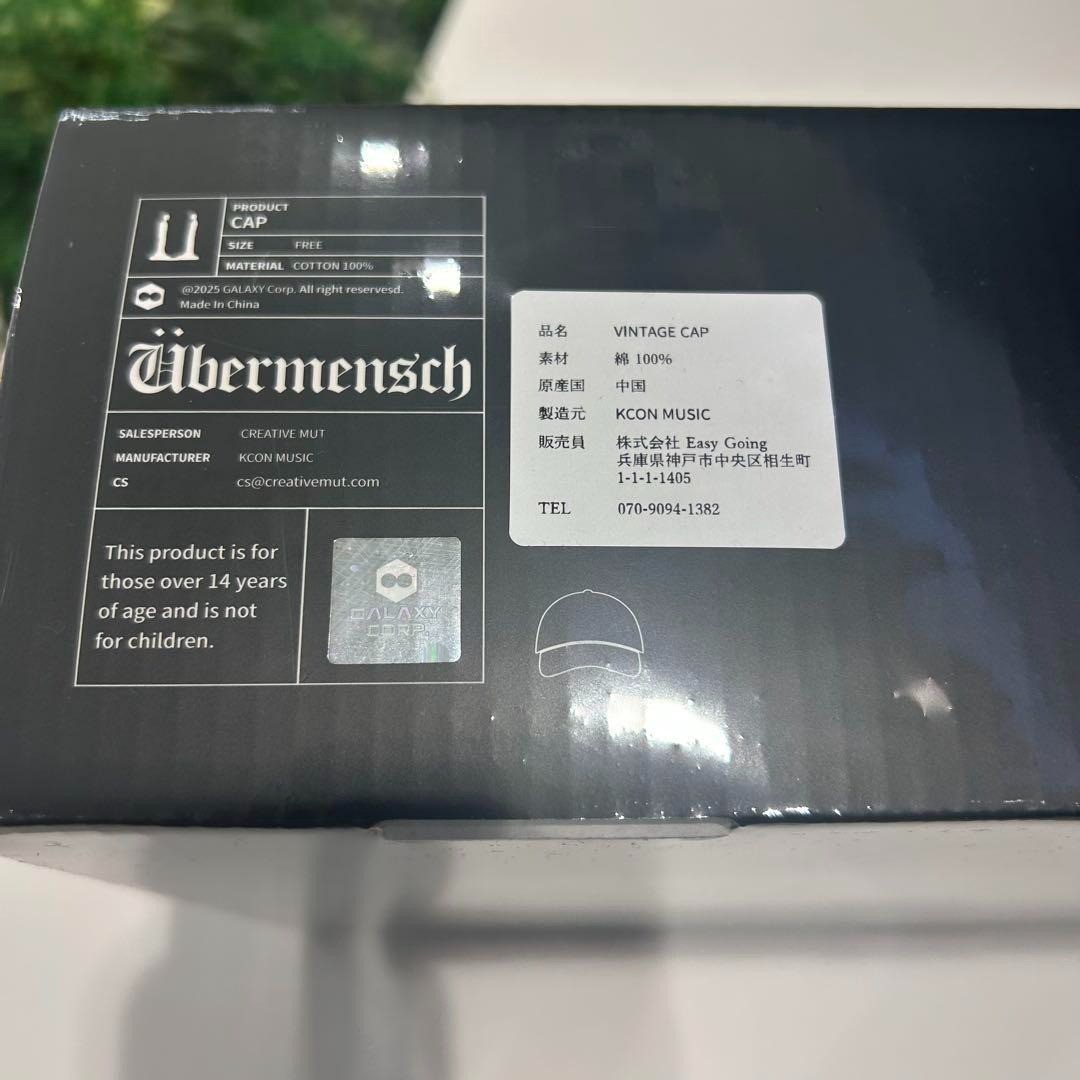 PRODUCT
CAP
SIZE FREE
MATERIAL COTTON 100%
@2025 GALAXY Corp. All right reservesd.
Made In China
Übermensch
SALESPERSON CREATIVE MUT
MANUFACTURER KCON MUSIC
CS cs@creativemut.com
This product is for
those over 14 years
of age and is not
for children.
GALAXY
CORP.
品名 VINTAGE CAP
素材 綿 100%
原産国 中国
製造元 KCON MUSIC
販売員 株式会社 Easy Going
兵庫県神戸市中央区相生町
1-1-1-1405
TEL 070-9094-1382